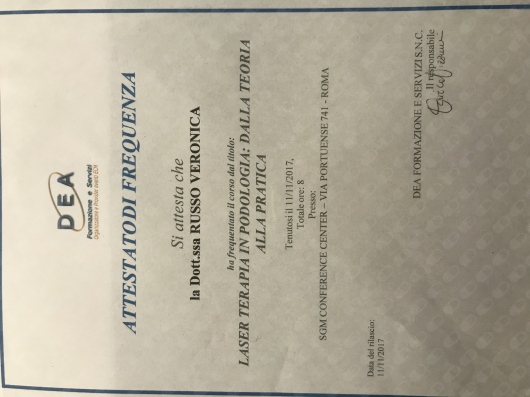 DEA
Formazione e Servizi
ATTESTATO DI FREQUENZA
Si attesta che
la Dott.ssa RUSSO VERONICA
ha frequentato il corso dal titolo:
LASER TERAPIA IN PODOLOGIA: DALLA TEORIA
ALLA PRATICA
Tenutosi il 11/11/2017,
Totale ore: 8
Presso:
SGM CONFERENCE CENTER – VIA PORTUENSE 741 - ROMA
Data del rilascio:
11/11/2017
DEA FORMAZIONE E SERVIZI S.N.C.
Il responsabile